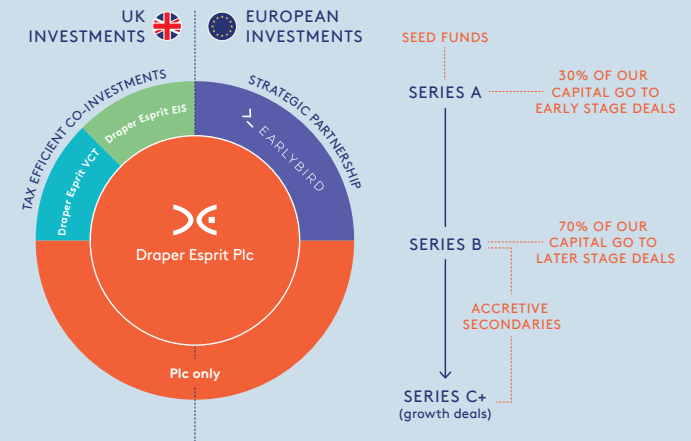 UK
INVESTMENTS
EUROPEAN
INVESTMENTS
TAX EFFICIENT CO-INVESTMENTS
STRATEGIC PARTNERSHIP
Draper Esprit VCT
Draper Esprit EIS
EARLYBIRD
Draper Esprit Plc
Plc only
SEED FUNDS
SERIES A
30% OF OUR
CAPITAL GO TO
EARLY STAGE DEALS
SERIES B
70% OF OUR
CAPITAL GO TO
LATER STAGE DEALS
ACCRETIVE
SECONDARIES
SERIES C+
(growth deals)